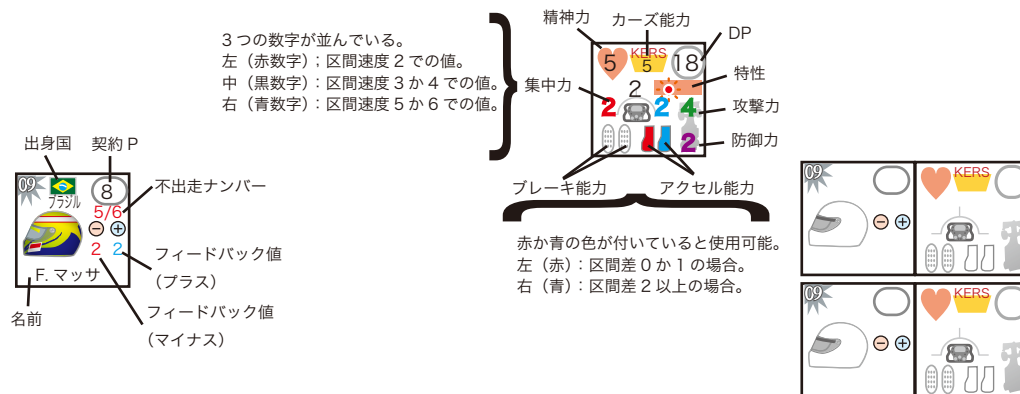 精神力
カーズ能力
DP
3つの数字が並んでいる。
左（赤数字）；区間速度２での値。
中（黒数字）：区間速度３か４での値。
右（青数字）：区間速度５か６での値。
集中力
KERS
5
5
18
2
2
2
4
2
特性
攻撃力
防御力
ブレーキ能力
アクセル能力
赤か青の色が付いていると使用可能。
左（赤）：区間差０か１の場合。
右（青）：区間差２以上の場合。
出身国
契約 P
09
ブラジル
8
5/6
不出走ナンバー
2
2
F. マッサ
フィードバック値
（プラス）
フィードバック値
（マイナス）
名前
09
KERS
09
KERS